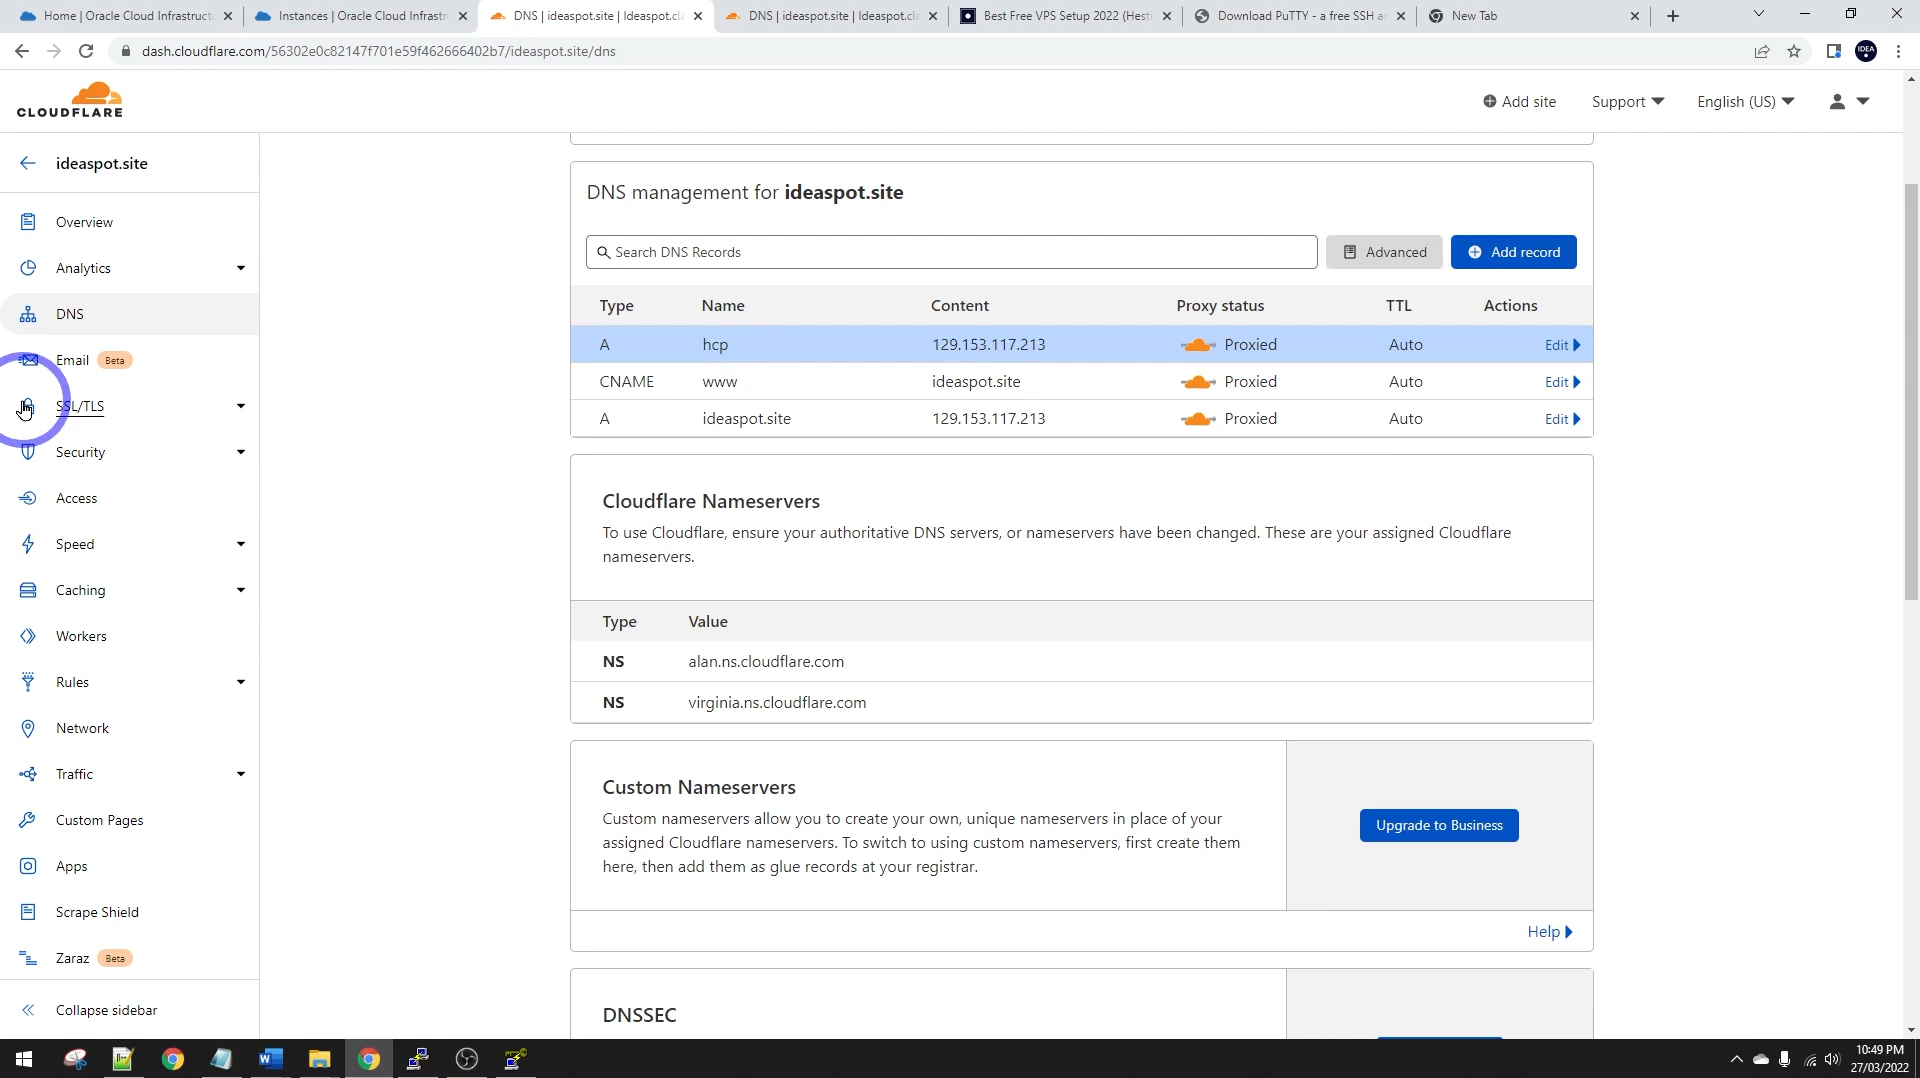 Home | Oracle Cloud Infrastruct
Instances | Oracle Cloud Infrastr
DNS | ideaspot.site | Ideaspot.cl
DNS | ideaspot.site | Ideaspot.cla
Best Free VPS Setup 2022 (Hesti
Download PuTTY - a free SSH a
New Tab
dash.cloudflare.com/56302e0c82147f701e59f462666402b7/ideaspot.site/dns
IDEA
CLOUDFLARE
Add site
Support
English (US)
ideaspot.site
Overview
Analytics
DNS
Email Beta
SSL/TLS
Security
Access
Speed
Caching
Workers
Rules
Network
Traffic
Custom Pages
Apps
Scrape Shield
Zaraz Beta
Collapse sidebar
DNS management for ideaspot.site
Search DNS Records
Advanced
Add record
Type Name Content Proxy status TTL Actions
A hcp 129.153.117.213 Proxied Auto Edit
CNAME www ideaspot.site Proxied Auto Edit
A ideaspot.site 129.153.117.213 Proxied Auto Edit
Cloudflare Nameservers
To use Cloudflare, ensure your authoritative DNS servers, or nameservers have been changed. These are your assigned Cloudflare
nameservers.
Type Value
NS alan.ns.cloudflare.com
NS virginia.ns.cloudflare.com
Custom Nameservers
Custom nameservers allow you to create your own, unique nameservers in place of your
assigned Cloudflare nameservers. To switch to using custom nameservers, first create them
here, then add them as glue records at your registrar.
Upgrade to Business
Help
DNSSEC
10:49 PM
27/03/2022